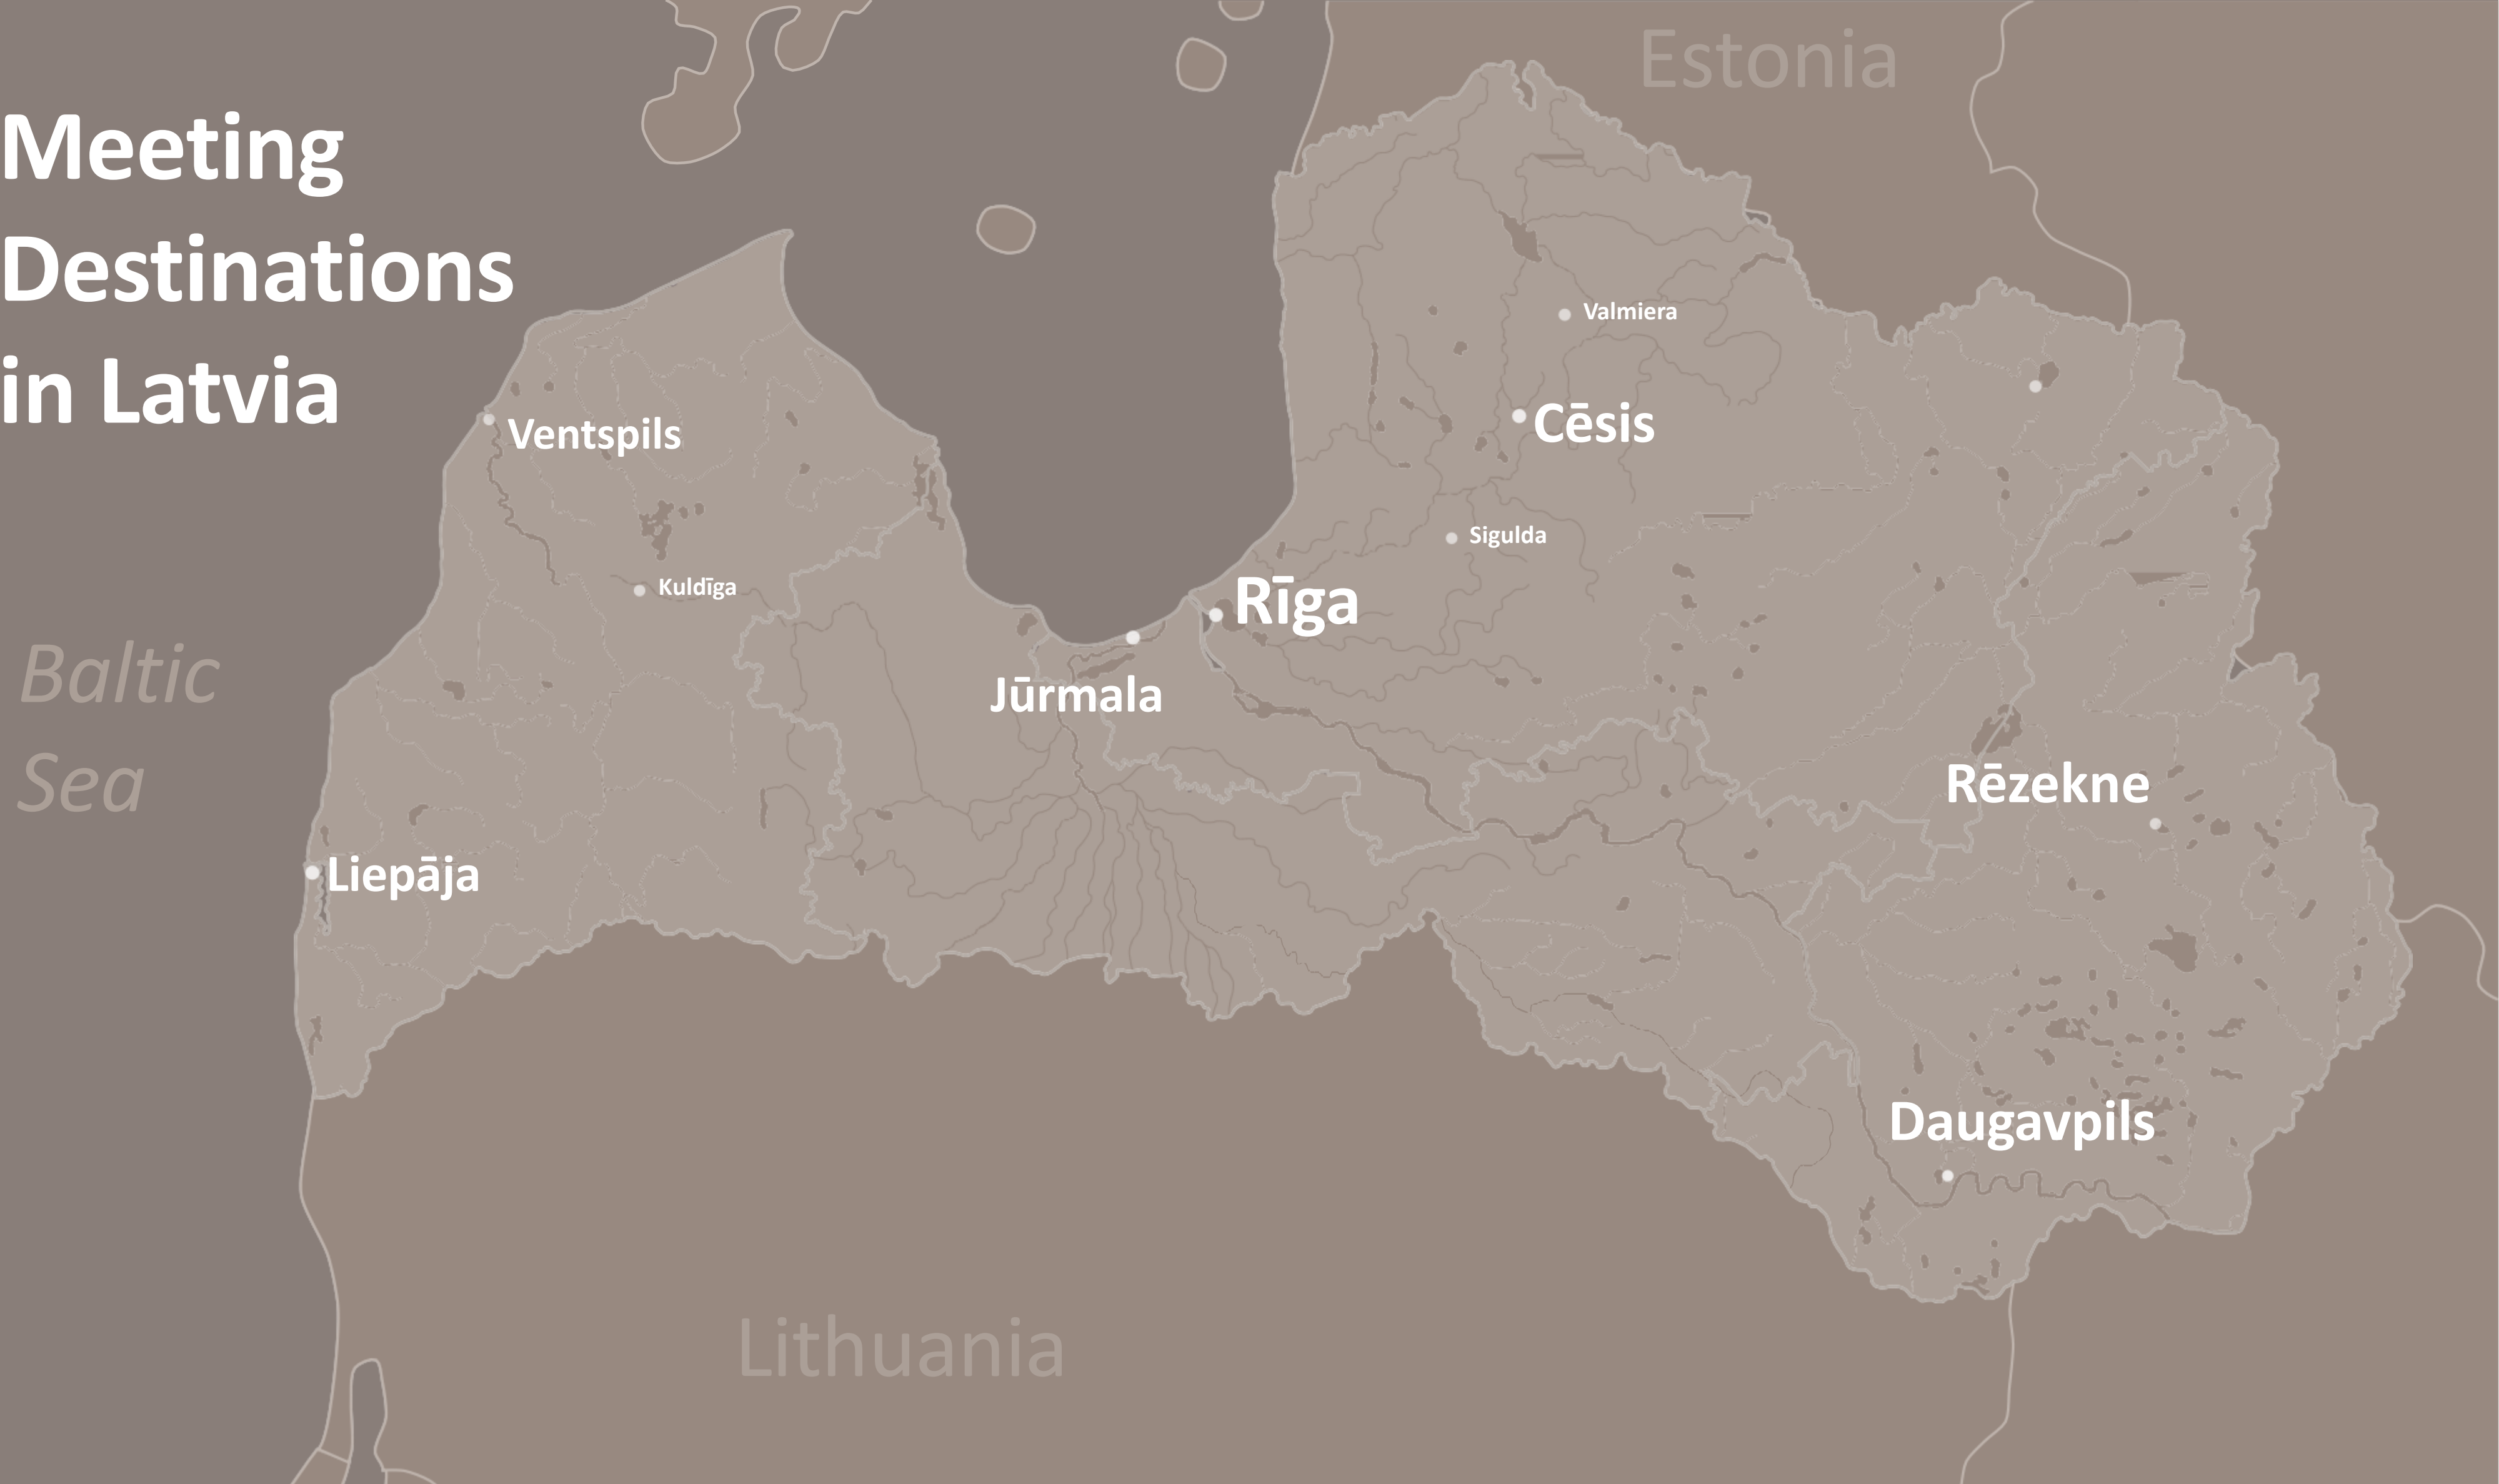 Meeting
Destinations
in Latvia
Estonia
Valmiera
Cēsis
Ventspils
Sigulda
Kuldīga
Rīga
Baltic
Sea
Jūrmala
Rēzekne
Liepāja
Daugavpils
Lithuania